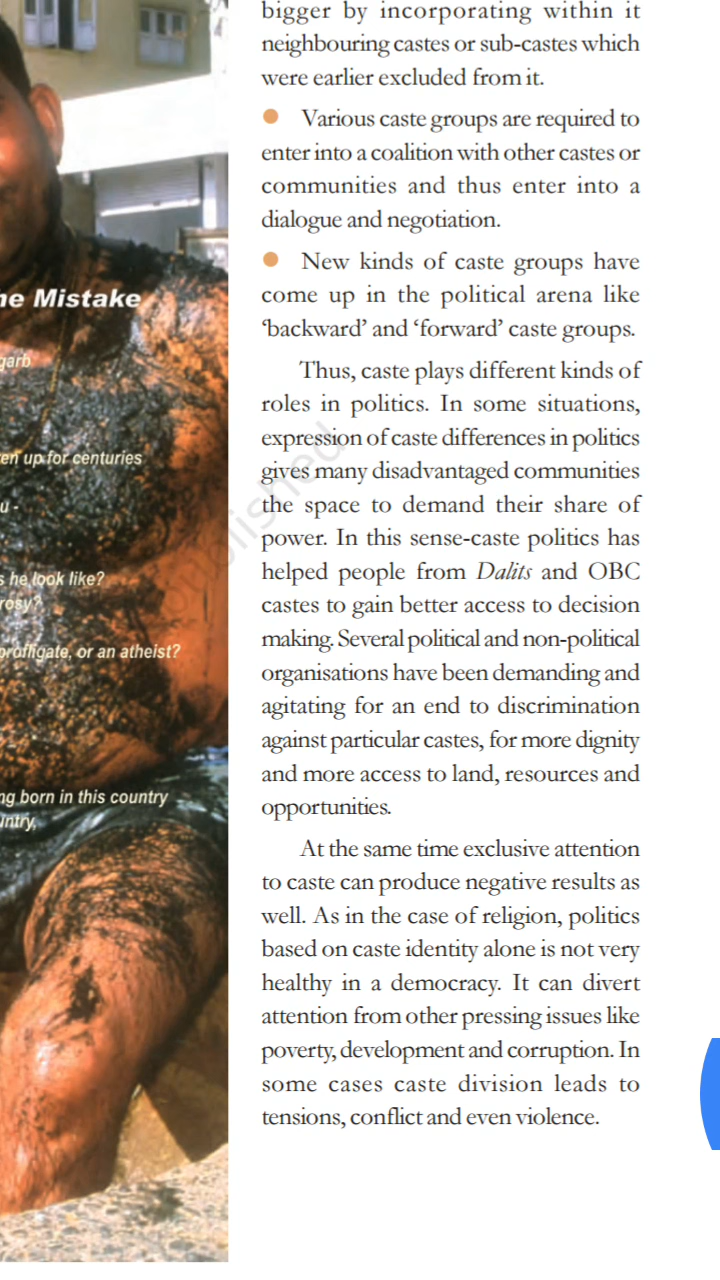 Mistake
garb
up for centuries
he look like?
or an atheist?
born in this country
bigger by incorporating within it
neighbouring castes or sub-castes which
were earlier excluded from it.
● Various caste groups are required to
enter into a coalition with other castes or
communities and thus enter into a
dialogue and negotiation.
● New kinds of caste groups have
come up in the political arena like
‘backward’ and ‘forward’ caste groups.
Thus, caste plays different kinds of
roles in politics. In some situations,
expression of caste differences in politics
gives many disadvantaged communities
the space to demand their share of
power. In this sense-caste politics has
helped people from Dalits and OBC
castes to gain better access to decision
making. Several political and non-political
organisations have been demanding and
agitating for an end to discrimination
against particular castes, for more dignity
and more access to land, resources and
opportunities.
At the same time exclusive attention
to caste can produce negative results as
well. As in the case of religion, politics
based on caste identity alone is not very
healthy in a democracy. It can divert
attention from other pressing issues like
poverty, development and corruption. In
some cases caste division leads to
tensions, conflict and even violence.